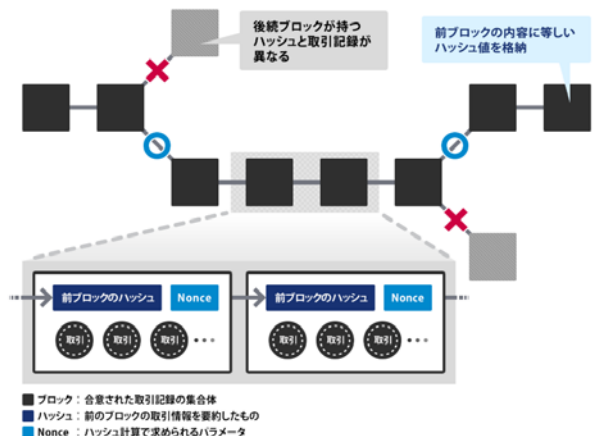 後続ブロックが持つ
ハッシュと取引記録が
異なる
前ブロックの内容に等しい
ハッシュ値を格納
前ブロックのハッシュ
Nonce
取引
取引
取引
前ブロックのハッシュ
Nonce
取引
取引
取引
ブロック：合意された取引記録の集合体
ハッシュ：前のブロックの取引情報を要約したもの
Nonce：ハッシュ計算で求められるパラメータ